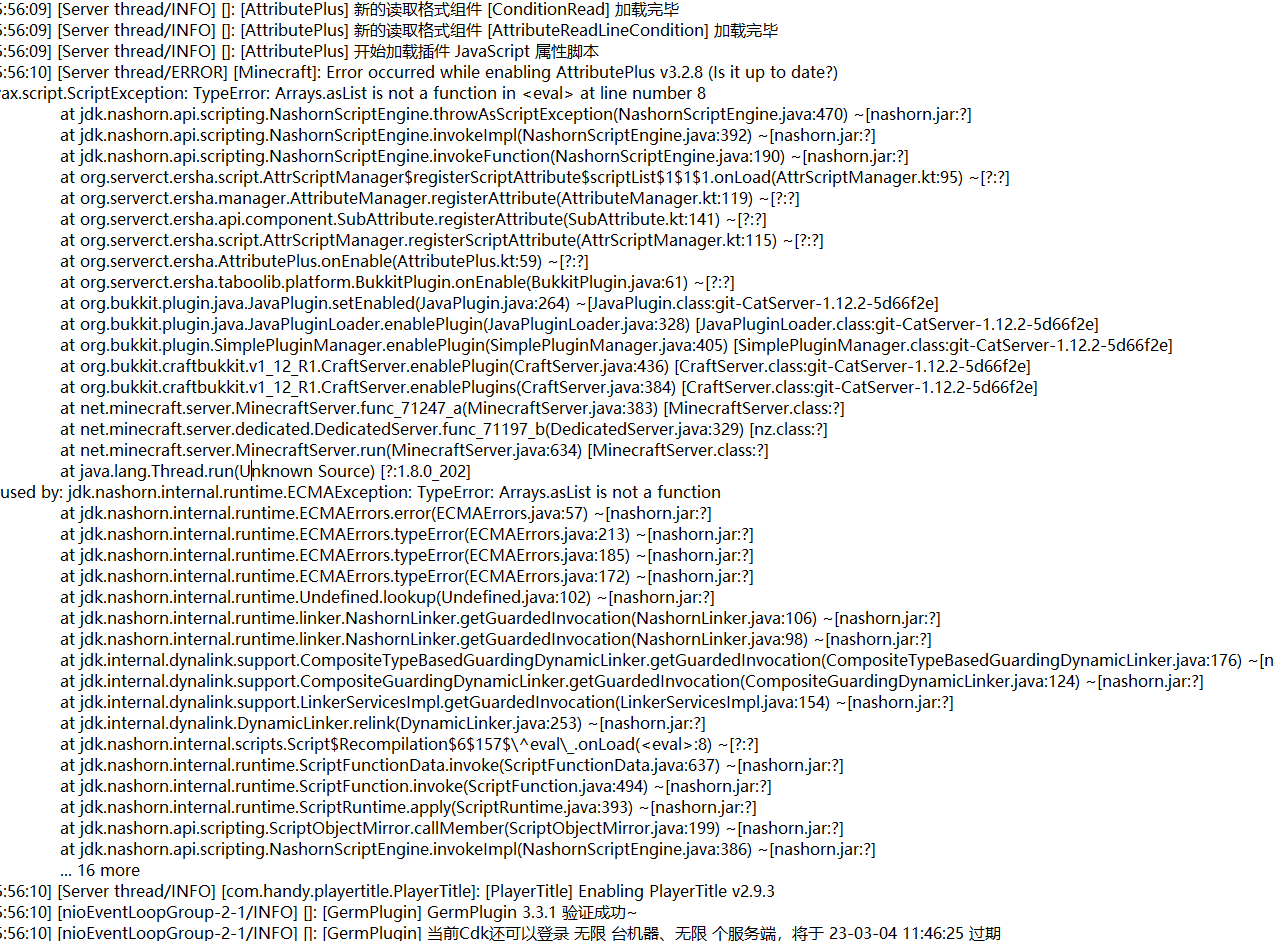 5:56:09] [Server thread/INFO] []: [AttributePlus] 新的读取格式组件 [ConditionRead] 加载完毕
5:56:09] [Server thread/INFO] []: [AttributePlus] 新的读取格式组件 [AttributeReadLineCondition] 加载完毕
5:56:09] [Server thread/INFO] []: [AttributePlus] 开始加载插件 JavaScript 属性脚本
5:56:10] [Server thread/ERROR] [Minecraft]: Error occurred while enabling AttributePlus v3.2.8 (Is it up to date?)
vax.script.ScriptException: TypeError: Arrays.asList is not a function in <eval> at line number 8
at jdk.nashorn.api.scripting.NashornScriptEngine.throwAsScriptException(NashornScriptEngine.java:470) ~[nashorn.jar:?]
at jdk.nashorn.api.scripting.NashornScriptEngine.invokeImpl(NashornScriptEngine.java:392) ~[nashorn.jar:?]
at jdk.nashorn.api.scripting.NashornScriptEngine.invokeFunction(NashornScriptEngine.java:190) ~[nashorn.jar:?]
at org.serverct.ersha.script.AttrScriptManager$registerScriptAttribute$scriptList$1$1$1.onLoad(AttrScriptManager.kt:95) ~[?:?]
at org.serverct.ersha.manager.AttributeManager.registerAttribute(AttributeManager.kt:119) ~[?:?]
at org.serverct.ersha.api.component.SubAttribute.registerAttribute(SubAttribute.kt:141) ~[?:?]
at org.serverct.ersha.script.AttrScriptManager.registerScriptAttribute(AttrScriptManager.kt:115) ~[?:?]
at org.serverct.ersha.AttributePlus.onEnable(AttributePlus.kt:59) ~[?:?]
at org.serverct.ersha.taboolib.platform.BukkitPlugin.onEnable(BukkitPlugin.java:61) ~[?:?]
at org.bukkit.plugin.java.JavaPlugin.setEnabled(JavaPlugin.java:264) ~[JavaPlugin.class:git-CatServer-1.12.2-5d66f2e]
at org.bukkit.plugin.java.JavaPluginLoader.enablePlugin(JavaPluginLoader.java:328) [JavaPluginLoader.class:git-CatServer-1.12.2-5d66f2e]
at org.bukkit.plugin.SimplePluginManager.enablePlugin(SimplePluginManager.java:405) [SimplePluginManager.class:git-CatServer-1.12.2-5d66f2e]
at org.bukkit.craftbukkit.v1_12_R1.CraftServer.enablePlugin(CraftServer.java:436) [CraftServer.class:git-CatServer-1.12.2-5d66f2e]
at org.bukkit.craftbukkit.v1_12_R1.CraftServer.enablePlugins(CraftServer.java:384) [CraftServer.class:git-CatServer-1.12.2-5d66f2e]
at net.minecraft.server.MinecraftServer.func_71247_a(MinecraftServer.java:383) [MinecraftServer.class:?]
at net.minecraft.server.dedicated.DedicatedServer.func_71197_b(DedicatedServer.java:329) [nz.class:?]
at net.minecraft.server.MinecraftServer.run(MinecraftServer.java:634) [MinecraftServer.class:?]
at java.lang.Thread.run(Unknown Source) [?:1.8.0_202]
used by: jdk.nashorn.internal.runtime.ECMAException: TypeError: Arrays.asList is not a function
at jdk.nashorn.internal.runtime.ECMAErrors.error(ECMAErrors.java:57) ~[nashorn.jar:?]
at jdk.nashorn.internal.runtime.ECMAErrors.typeError(ECMAErrors.java:213) ~[nashorn.jar:?]
at jdk.nashorn.internal.runtime.ECMAErrors.typeError(ECMAErrors.java:185) ~[nashorn.jar:?]
at jdk.nashorn.internal.runtime.ECMAErrors.typeError(ECMAErrors.java:172) ~[nashorn.jar:?]
at jdk.nashorn.internal.runtime.Undefined.lookup(Undefined.java:102) ~[nashorn.jar:?]
at jdk.nashorn.internal.runtime.linker.NashornLinker.getGuardedInvocation(NashornLinker.java:106) ~[nashorn.jar:?]
at jdk.nashorn.internal.runtime.linker.NashornLinker.getGuardedInvocation(NashornLinker.java:98) ~[nashorn.jar:?]
at jdk.internal.dynalink.support.CompositeTypeBasedGuardingDynamicLinker.getGuardedInvocation(CompositeTypeBasedGuardingDynamicLinker.java:176) ~[n
at jdk.internal.dynalink.support.CompositeGuardingDynamicLinker.getGuardedInvocation(CompositeGuardingDynamicLinker.java:124) ~[nashorn.jar:?]
at jdk.internal.dynalink.support.LinkerServicesImpl.getGuardedInvocation(LinkerServicesImpl.java:154) ~[nashorn.jar:?]
at jdk.internal.dynalink.DynamicLinker.relink(DynamicLinker.java:253) ~[nashorn.jar:?]
at jdk.nashorn.internal.scripts.Script$Recompilation$6$157$\^eval\_.onLoad(<eval>:8) ~[?:?]
at jdk.nashorn.internal.runtime.ScriptFunctionData.invoke(ScriptFunctionData.java:637) ~[nashorn.jar:?]
at jdk.nashorn.internal.runtime.ScriptFunction.invoke(ScriptFunction.java:494) ~[nashorn.jar:?]
at jdk.nashorn.internal.runtime.ScriptRuntime.apply(ScriptRuntime.java:393) ~[nashorn.jar:?]
at jdk.nashorn.api.scripting.ScriptObjectMirror.callMember(ScriptObjectMirror.java:199) ~[nashorn.jar:?]
at jdk.nashorn.api.scripting.NashornScriptEngine.invokeImpl(NashornScriptEngine.java:386) ~[nashorn.jar:?]
... 16 more
5:56:10] [Server thread/INFO] [com.handy.playertitle.PlayerTitle]: [PlayerTitle] Enabling PlayerTitle v2.9.3
5:56:10] [nioEventLoopGroup-2-1/INFO] []: [GermPlugin] GermPlugin 3.3.1 验证成功~
5:56:10] [nioEventLoopGroup-2-1/INFO] []: [GermPlugin] 当前Cdk还可以登录 无限 台机器、无限 个服务端，将于 23-03-04 11:46:25 过期